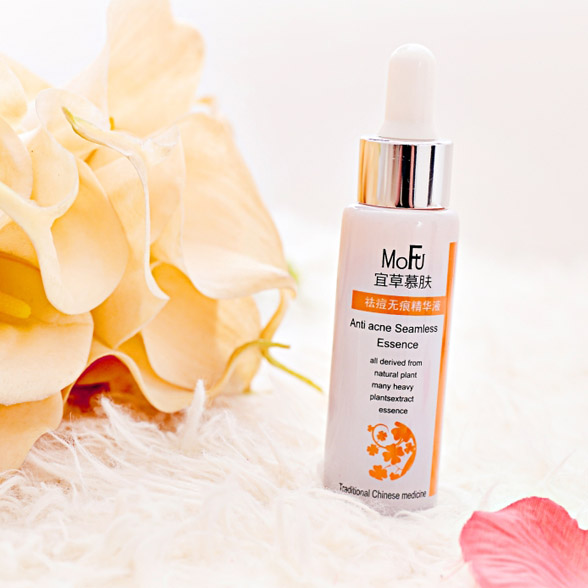 MoFU
宜草慕肤
祛痘无痕精华液
Anti acne Seamless
Essence
all derived from
natural plant
many heavy
plantsextract
essence
Traditional Chinese medicine